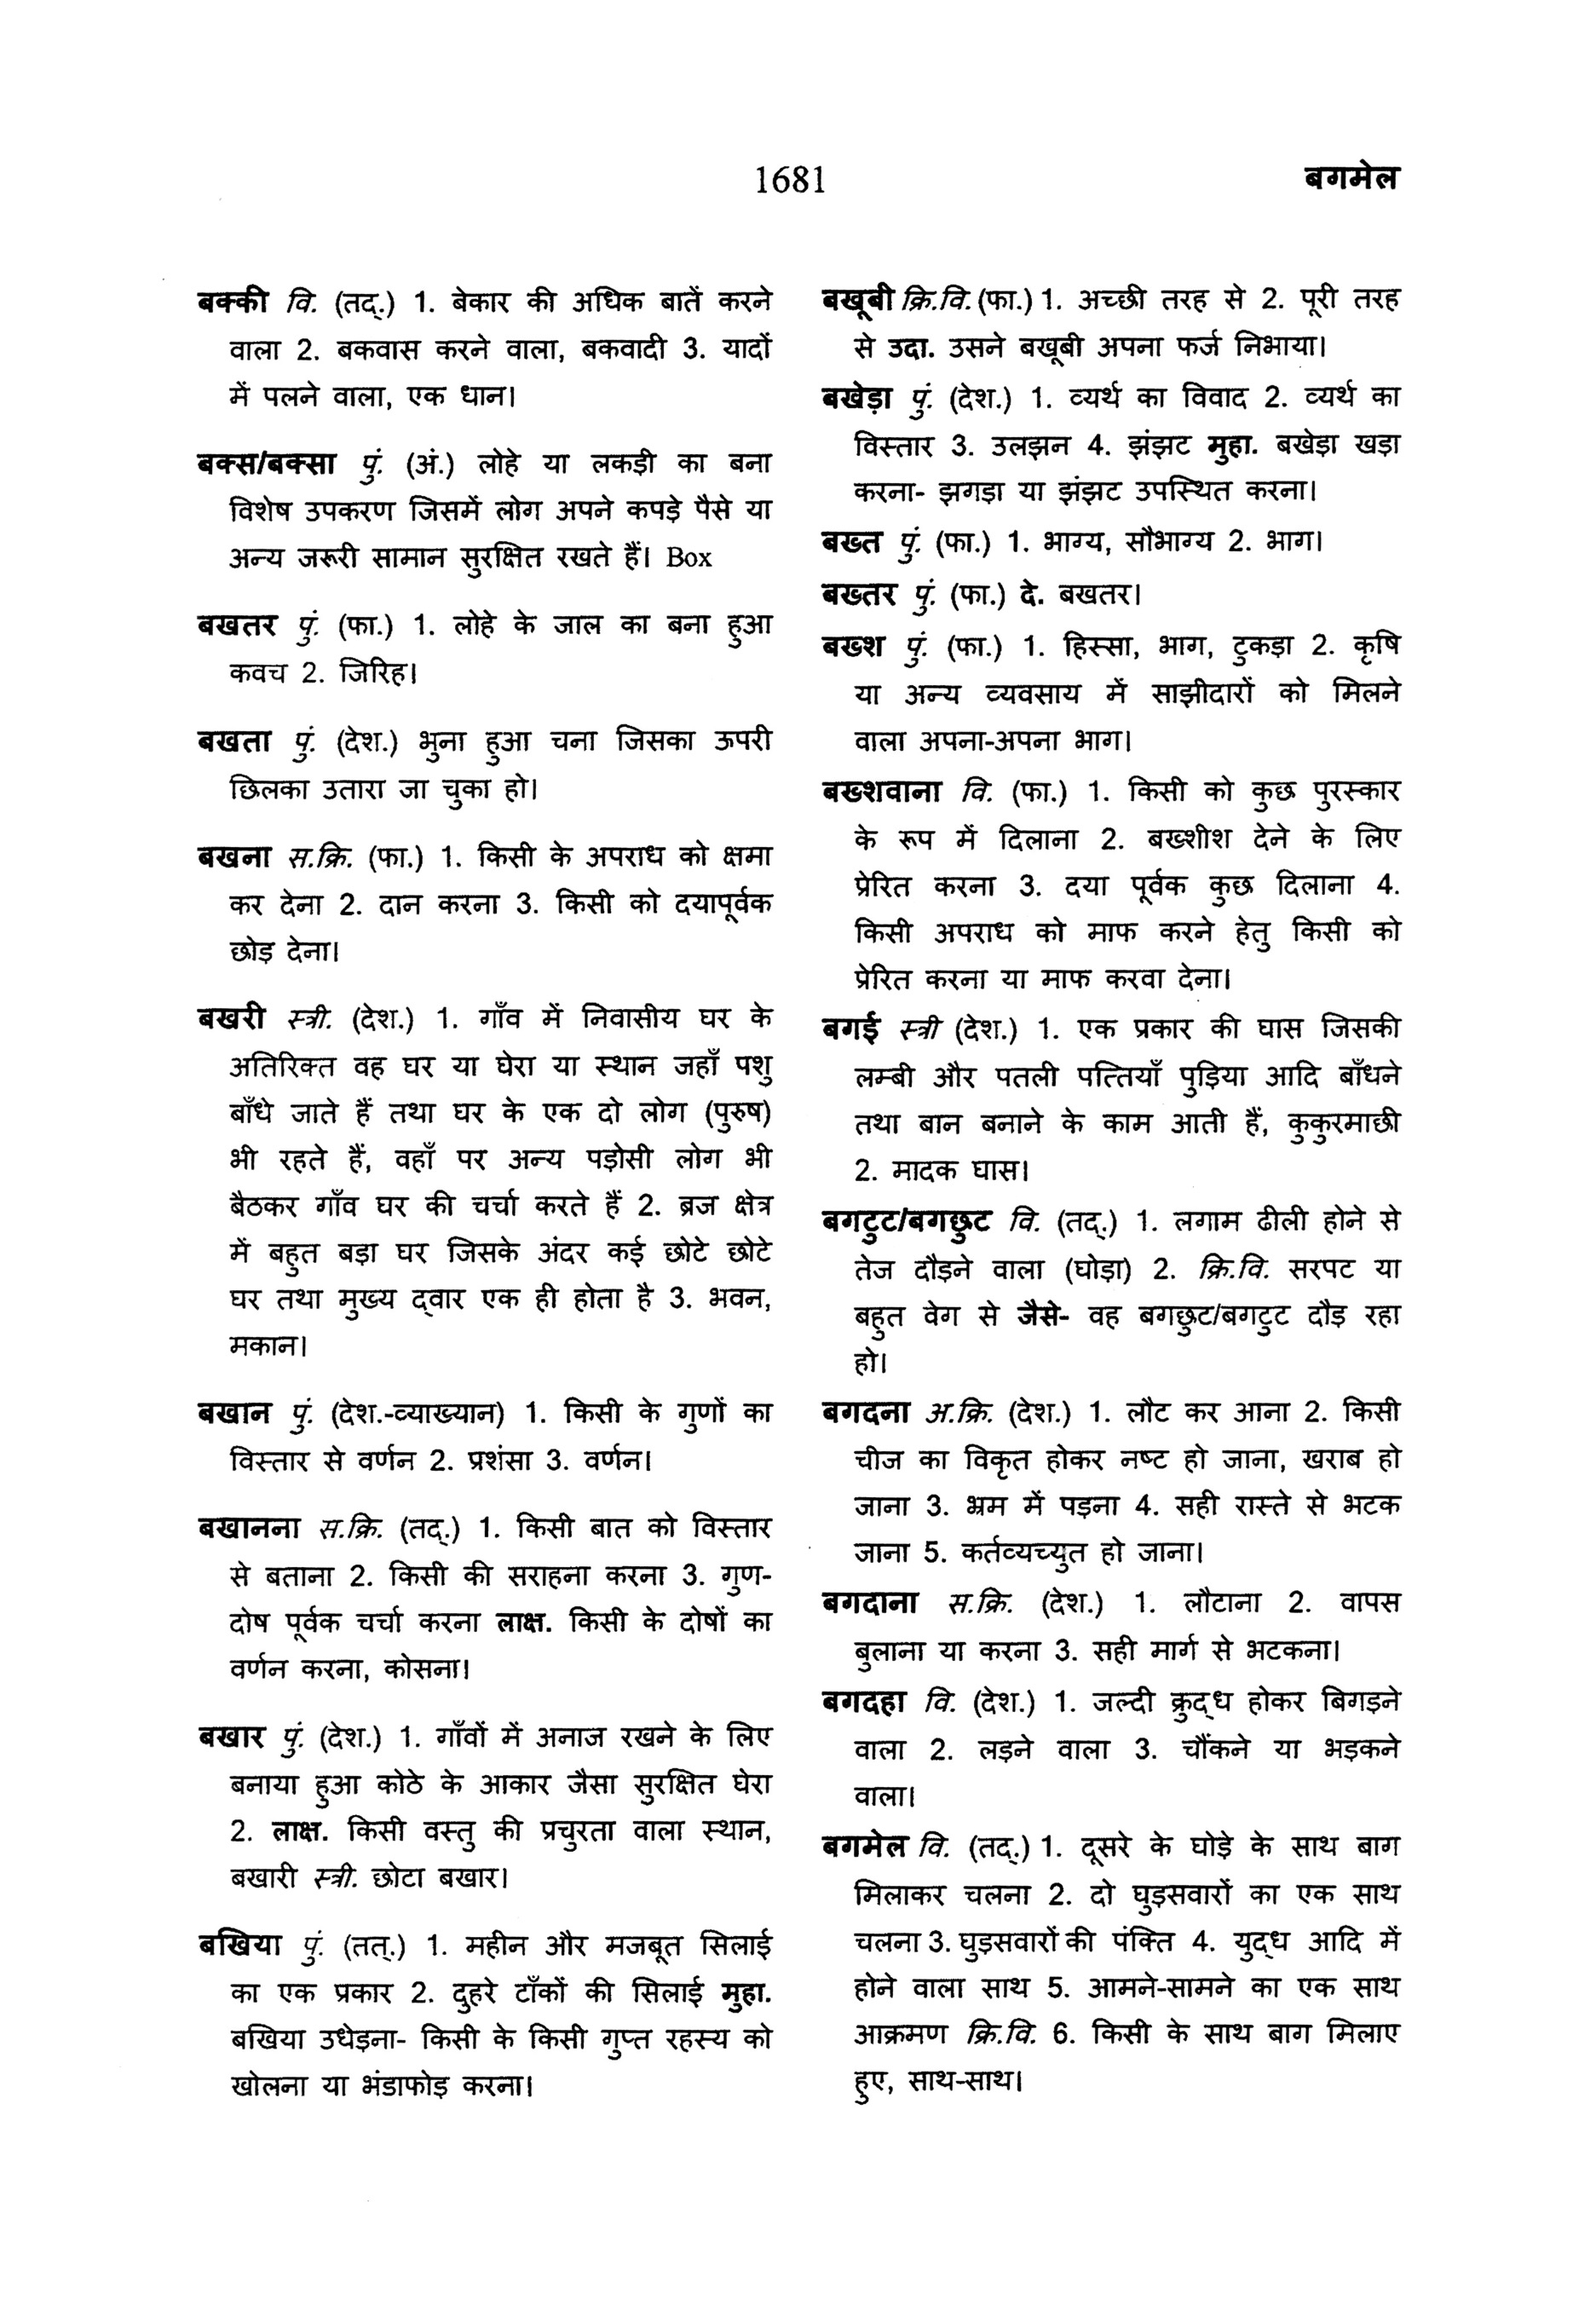 1681
बगमेल
बक्की वि. (तद्.) 1. बेकार की अधिक बातें करने
वाला 2. बकवास करने वाला, बकवादी 3. यादों
में पलने वाला, एक धान।
बक्स/बक्सा पुं. (अं.) लोहे या लकड़ी का बना
विशेष उपकरण जिसमें लोग अपने कपड़े पैसे या
अन्य जरूरी सामान सुरक्षित रखते हैं। Box
बखतर पुं. (फा.) 1. लोहे के जाल का बना हुआ
कवच 2. जिरिह।
बखता पुं. (देश.) भुना हुआ चना जिसका ऊपरी
छिलका उतारा जा चुका हो।
बखना स.क्रि. (फा.) 1. किसी के अपराध को क्षमा
कर देना 2. दान करना 3. किसी को दयापूर्वक
छोड़ देना।
बखरी स्त्री. (देश.) 1. गाँव में निवासीय घर के
अतिरिक्त वह घर या घेरा या स्थान जहाँ पशु
बाँधे जाते हैं तथा घर के एक दो लोग (पुरुष)
भी रहते हैं, वहाँ पर अन्य पड़ोसी लोग भी
बैठकर गाँव घर की चर्चा करते हैं 2. ब्रज क्षेत्र
में बहुत बड़ा घर जिसके अंदर कई छोटे छोटे
घर तथा मुख्य द्वार एक ही होता है 3. भवन,
मकान।
बखान पुं. (देश.-व्याख्यान) 1. किसी के गुणों का
विस्तार से वर्णन 2. प्रशंसा 3. वर्णन।
बखानना स.क्रि. (तद्.) 1. किसी बात को विस्तार
से बताना 2. किसी की सराहना करना 3. गुण-
दोष पूर्वक चर्चा करना लाक्ष. किसी के दोषों का
वर्णन करना, कोसना।
बखार पुं. (देश.) 1. गाँवों में अनाज रखने के लिए
बनाया हुआ कोठे के आकार जैसा सुरक्षित घेरा
2. लाक्ष. किसी वस्तु की प्रचुरता वाला स्थान,
बखारी स्त्री. छोटा बखार।
बखिया पुं. (तत्.) 1. महीन और मजबूत सिलाई
का एक प्रकार 2. दुहरे टाँकों की सिलाई मुहा.
बखिया उधेड़ना- किसी के किसी गुप्त रहस्य को
खोलना या भंडाफोड़ करना।
बखूबी क्रि.वि. (फा.) 1. अच्छी तरह से 2. पूरी तरह
से उदा. उसने बखूबी अपना फर्ज निभाया।
बखेड़ा पुं. (देश.) 1. व्यर्थ का विवाद 2. व्यर्थ का
विस्तार 3. उलझन 4. झंझट मुहा. बखेड़ा खड़ा
करना- झगड़ा या झंझट उपस्थित करना।
बख्त पुं. (फा.) 1. भाग्य, सौभाग्य 2. भाग।
बख्तर पुं. (फा.) दे. बखतर।
बख्श पुं. (फा.) 1. हिस्सा, भाग, टुकड़ा 2. कृषि
या अन्य व्यवसाय में साझीदारों को मिलने
वाला अपना-अपना भाग।
बख्शवाना वि. (फा.) 1. किसी को कुछ पुरस्कार
के रूप में दिलाना 2. बख्शीश देने के लिए
प्रेरित करना 3. दया पूर्वक कुछ दिलाना 4.
किसी अपराध को माफ करने हेतु किसी को
प्रेरित करना या माफ करवा देना।
बगई स्त्री (देश.) 1. एक प्रकार की घास जिसकी
लम्बी और पतली पत्तियाँ पुड़िया आदि बाँधने
तथा बान बनाने के काम आती हैं, कुकुरमाछी
2. मादक घास।
बगटुट/बगछुट वि. (तद्.) 1. लगाम ढीली होने से
तेज दौड़ने वाला (घोड़ा) 2. क्रि.वि. सरपट या
बहुत वेग से जैसे- वह बगछुट/बगटुट दौड़ रहा
हो।
बगदना अ.क्रि. (देश.) 1. लौट कर आना 2. किसी
चीज का विकृत होकर नष्ट हो जाना, खराब हो
जाना 3. भ्रम में पड़ना 4. सही रास्ते से भटक
जाना 5. कर्तव्यच्युत हो जाना।
बगदाना स.क्रि. (देश.) 1. लौटाना 2. वापस
बुलाना या करना 3. सही मार्ग से भटकना।
बगदहा वि. (देश.) 1. जल्दी क्रुद्ध होकर बिगड़ने
वाला 2. लड़ने वाला 3. चौंकने या भड़कने
वाला।
बगमेल वि. (तद्.) 1. दूसरे के घोड़े के साथ बाग
मिलाकर चलना 2. दो घुड़सवारों का एक साथ
चलना 3. घुड़सवारों की पंक्ति 4. युद्ध आदि में
होने वाला साथ 5. आमने-सामने का एक साथ
आक्रमण क्रि.वि. 6. किसी के साथ बाग मिलाए
हुए, साथ-साथ।